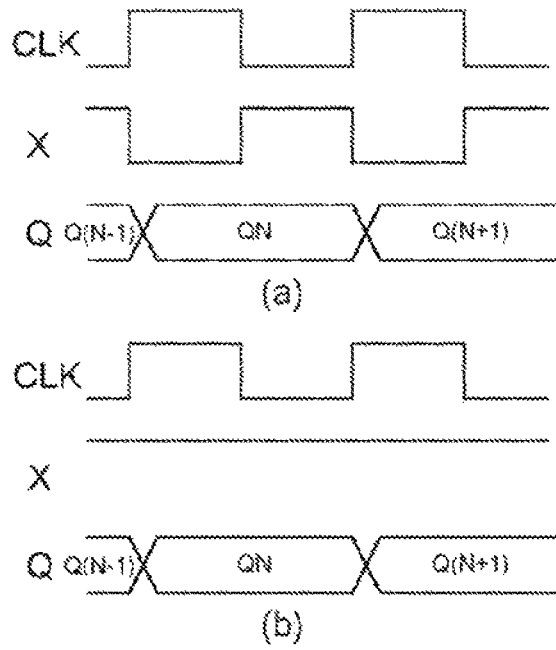 CLK
X
Q Q(N-1) QN Q(N+1)
(a)
CLK
X
Q Q(N-1) QN Q(N+1)
(b)